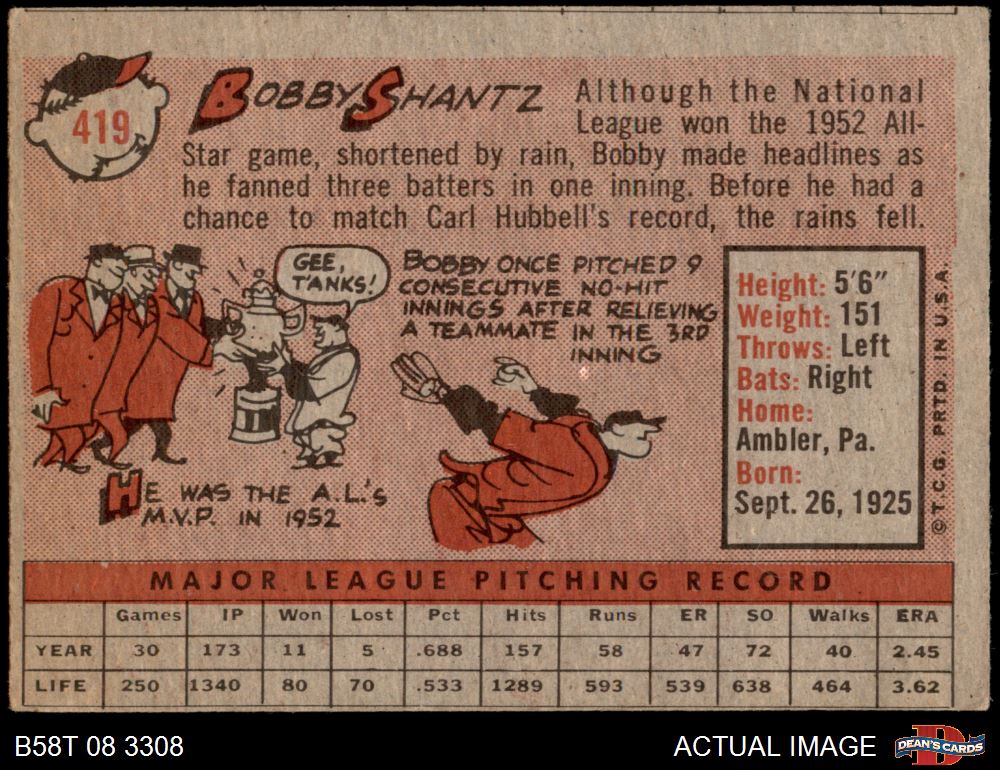 419
BOBBY SHANTZ
Although the National
League won the 1952 All-
Star game, shortened by rain, Bobby made headlines as
he fanned three batters in one inning. Before he had a
chance to match Carl Hubbell's record, the rains fell.
GEE,
T'ANKS!
BOBBY ONCE PITCHED 9
CONSECUTIVE NO-HIT
INNINGS AFTER RELIEVING
A TEAMMATE IN THE 3RD
INNING
HE WAS THE A.L.'s
M.V.P. IN 1952
Height: 5'6"
Weight: 151
Throws: Left
Bats: Right
Home:
Ambler, Pa.
Born:
Sept. 26, 1925
© T.C.G. PRTD. IN U.S.A.
MAJOR LEAGUE PITCHING RECORD
Games IP Won Lost Pct Hits Runs ER SO Walks ERA
YEAR 30 173 11 5 .688 157 58 47 72 40 2.45
LIFE 250 1340 80 70 .533 1289 593 539 638 464 3.62
B58T 08 3308
ACTUAL IMAGE
DEAN'S CARDS